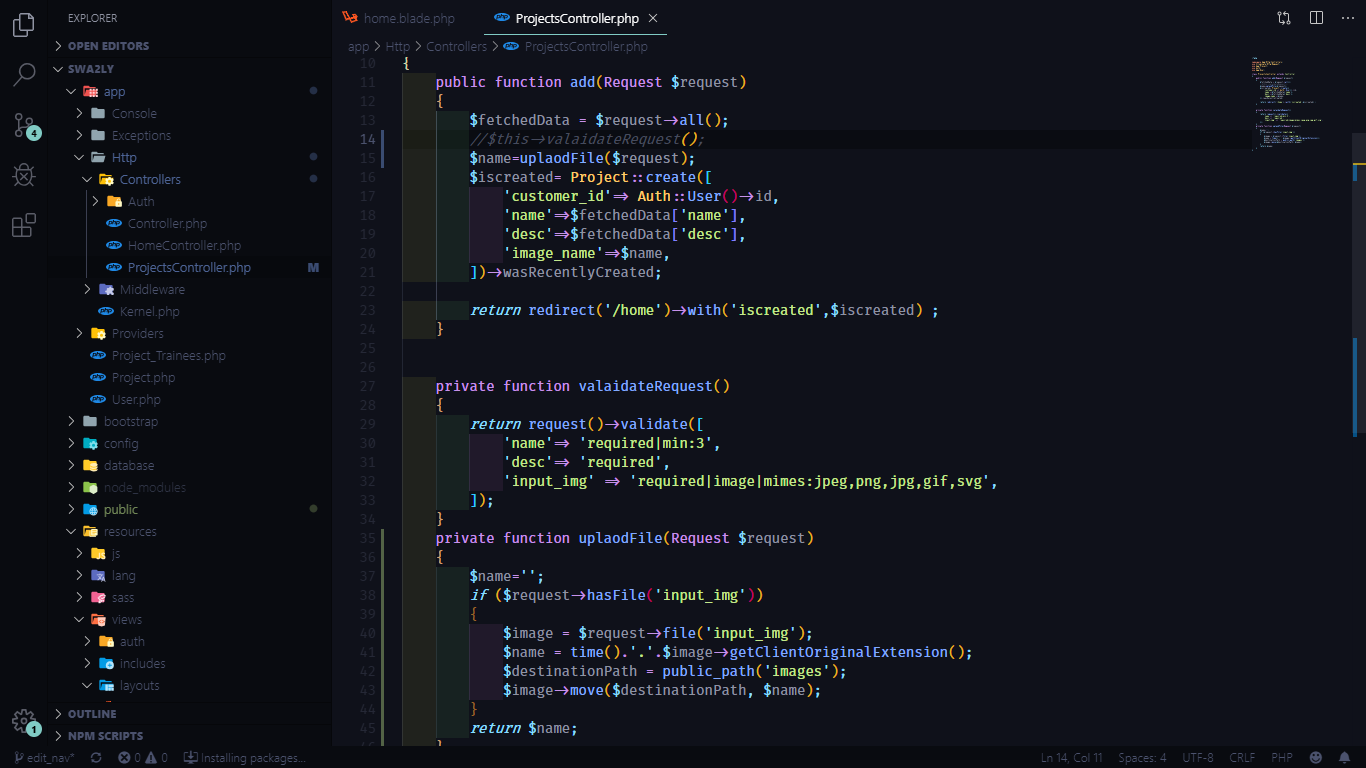 EXPLORER
OPEN EDITORS
SWA2LY
app
Console
Exceptions
Http
Controllers
Auth
Controller.php
HomeController.php
ProjectsController.php M
Middleware
Kernel.php
Providers
Project_Trainees.php
Project.php
User.php
bootstrap
config
database
node_modules
public
resources
js
lang
sass
views
auth
includes
layouts
OUTLINE
NPM SCRIPTS
4
1
home.blade.php
ProjectsController.php
app > Http > Controllers > ProjectsController.php
10 {
11 public function add(Request $request)
12 {
13 $fetchedData = $request->all();
14 //$this->valaidateRequest();
15 $name=uplaodFile($request);
16 $iscreated= Project::create([
17 'customer_id'=> Auth::User()->id,
18 'name'=>$fetchedData['name'],
19 'desc'=>$fetchedData['desc'],
20 'image_name'=>$name,
21 ])->wasRecentlyCreated;
22
23 return redirect('/home')->with('iscreated',$iscreated) ;
24 }
25
26
27 private function valaidateRequest()
28 {
29 return request()->validate([
30 'name'=> 'required|min:3',
31 'desc'=> 'required',
32 'input_img' => 'required|image|mimes:jpeg,png,jpg,gif,svg',
33 ]);
34 }
35 private function uplaodFile(Request $request)
36 {
37 $name='';
38 if ($request->hasFile('input_img'))
39 {
40 $image = $request->file('input_img');
41 $name = time().'.'.$image->getClientOriginalExtension();
42 $destinationPath = public_path('images');
43 $image->move($destinationPath, $name);
44 }
45 return $name;
edit_nav* 0 0 Installing packages... Ln 14, Col 11 Spaces: 4 UTF-8 CRLF PHP